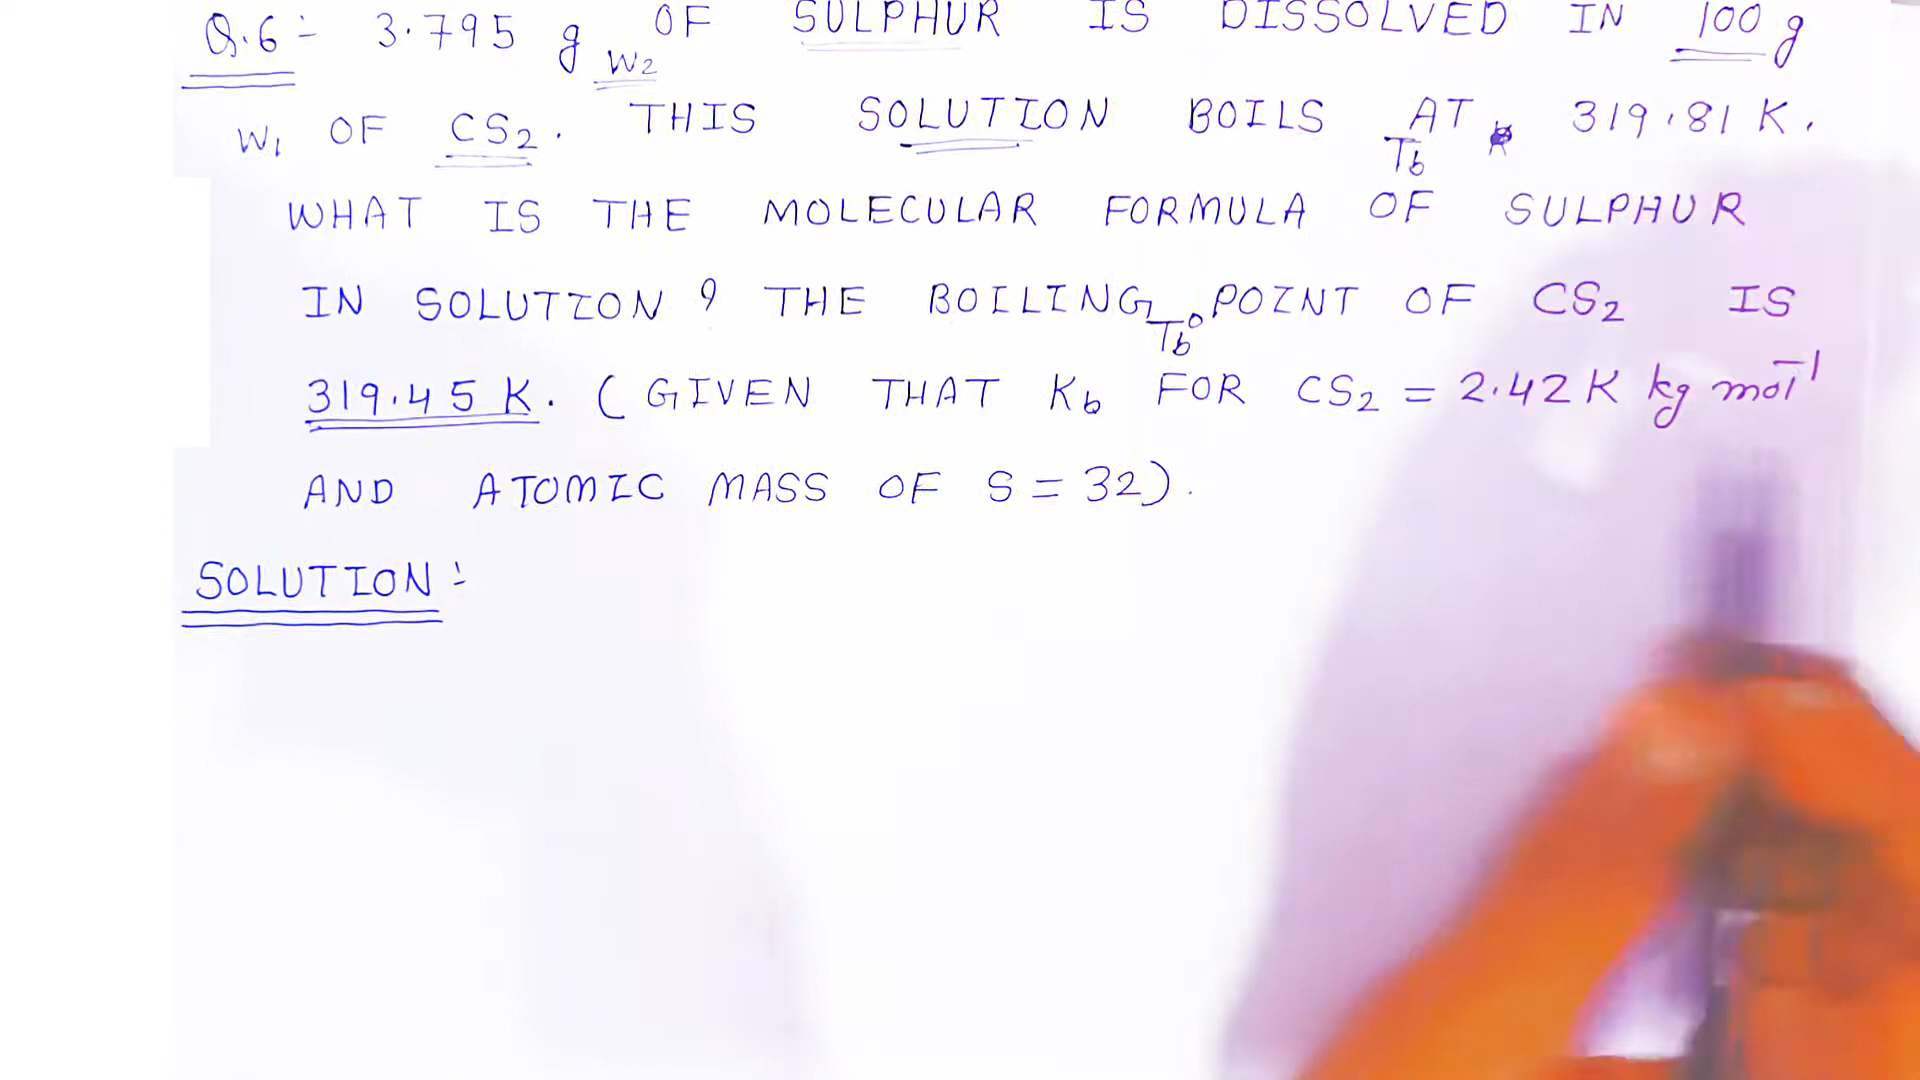 Q.6:- 3.795 g OF SULPHUR IS DISSOLVED IN 100 g
W2
W1 OF CS2. THIS SOLUTION BOILS AT 319.81 K.
Tb
WHAT IS THE MOLECULAR FORMULA OF SULPHUR
IN SOLUTION? THE BOILING POINT OF CS2 IS
Tb°
319.45 K. (GIVEN THAT Kb FOR CS2 = 2.42 K kg mol-1
AND ATOMIC MASS OF S = 32).
SOLUTION:-